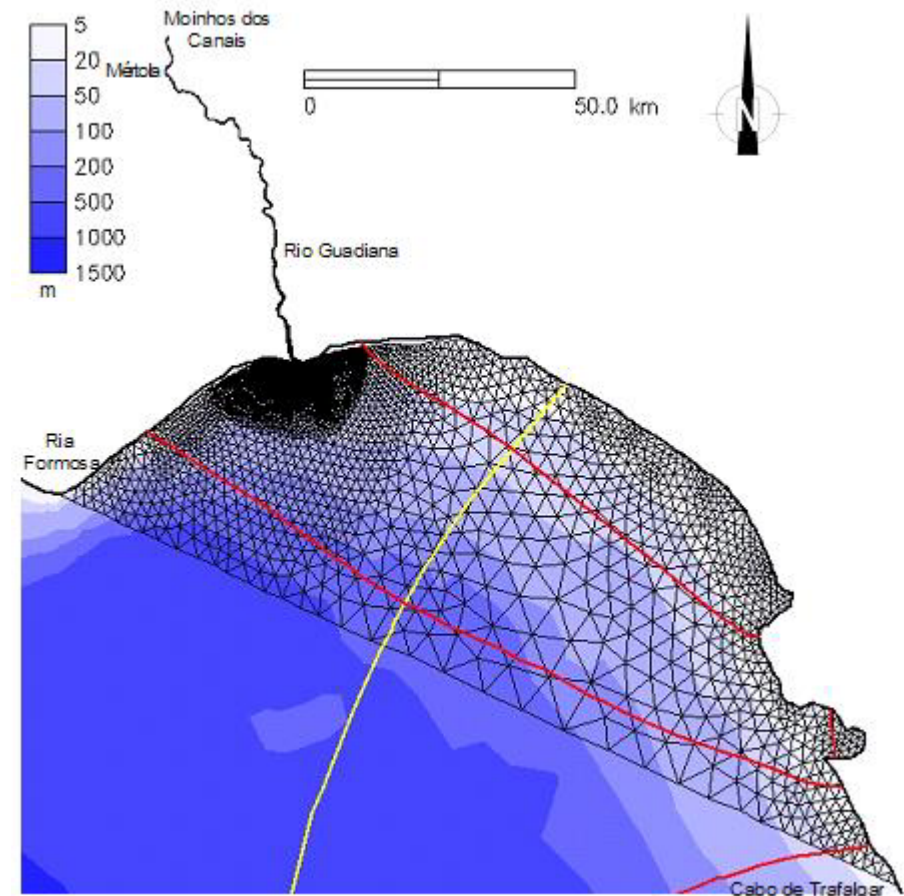 Moinhos dos
Canais
Mértola
5
20
50
100
200
500
1000
1500
m
0
50.0 km
N
Rio Guadiana
Ria
Formosa
Cabo de Trafalgar